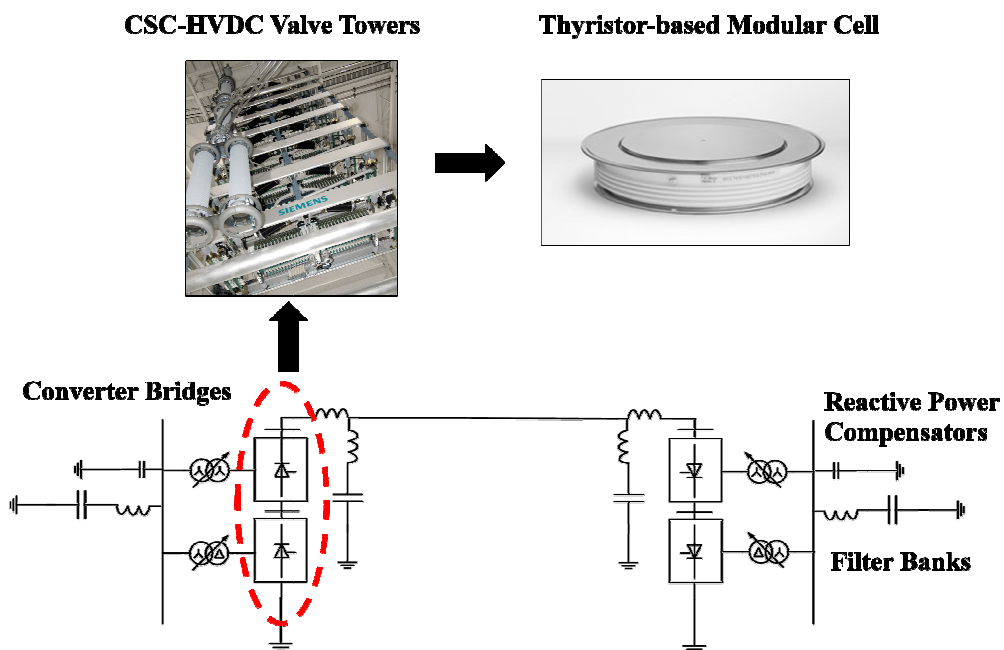 CSC-HVDC Valve Towers
Thyristor-based Modular Cell
SIEMENS
Converter Bridges
Reactive Power
Compensators
Filter Banks